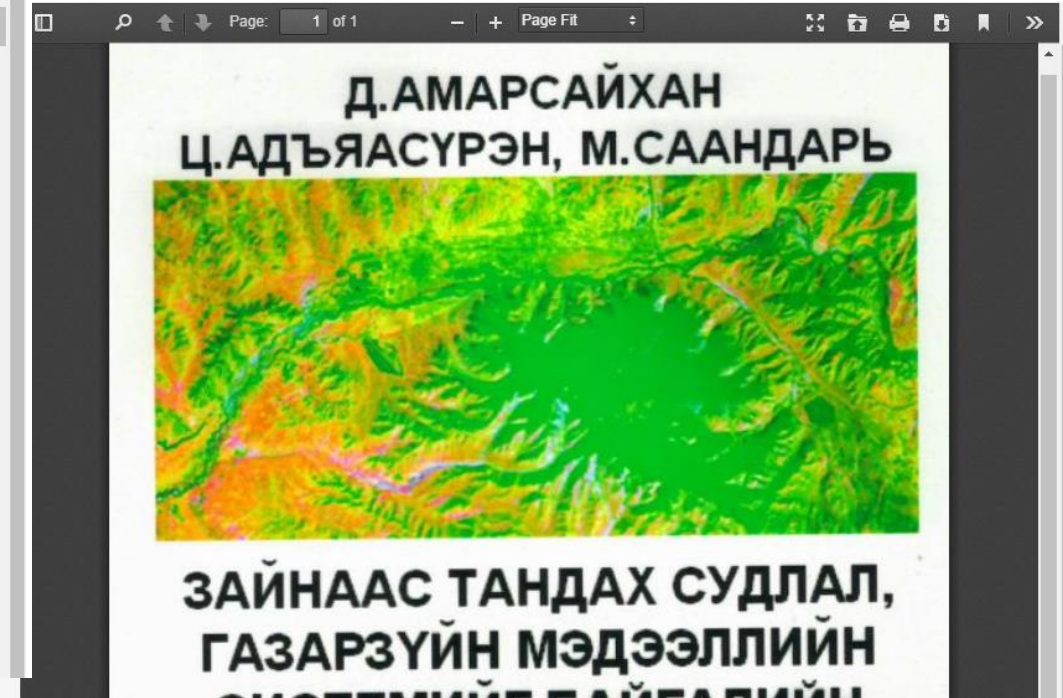 Page: 1 of 1
Page Fit
Д.АМАРСАЙХАН
Ц.АДЪЯАСҮРЭН, М.СААНДАРЬ
ЗАЙНААС ТАНДАХ СУДЛАЛ,
ГАЗАРЗҮЙН МЭДЭЭЛЛИЙН